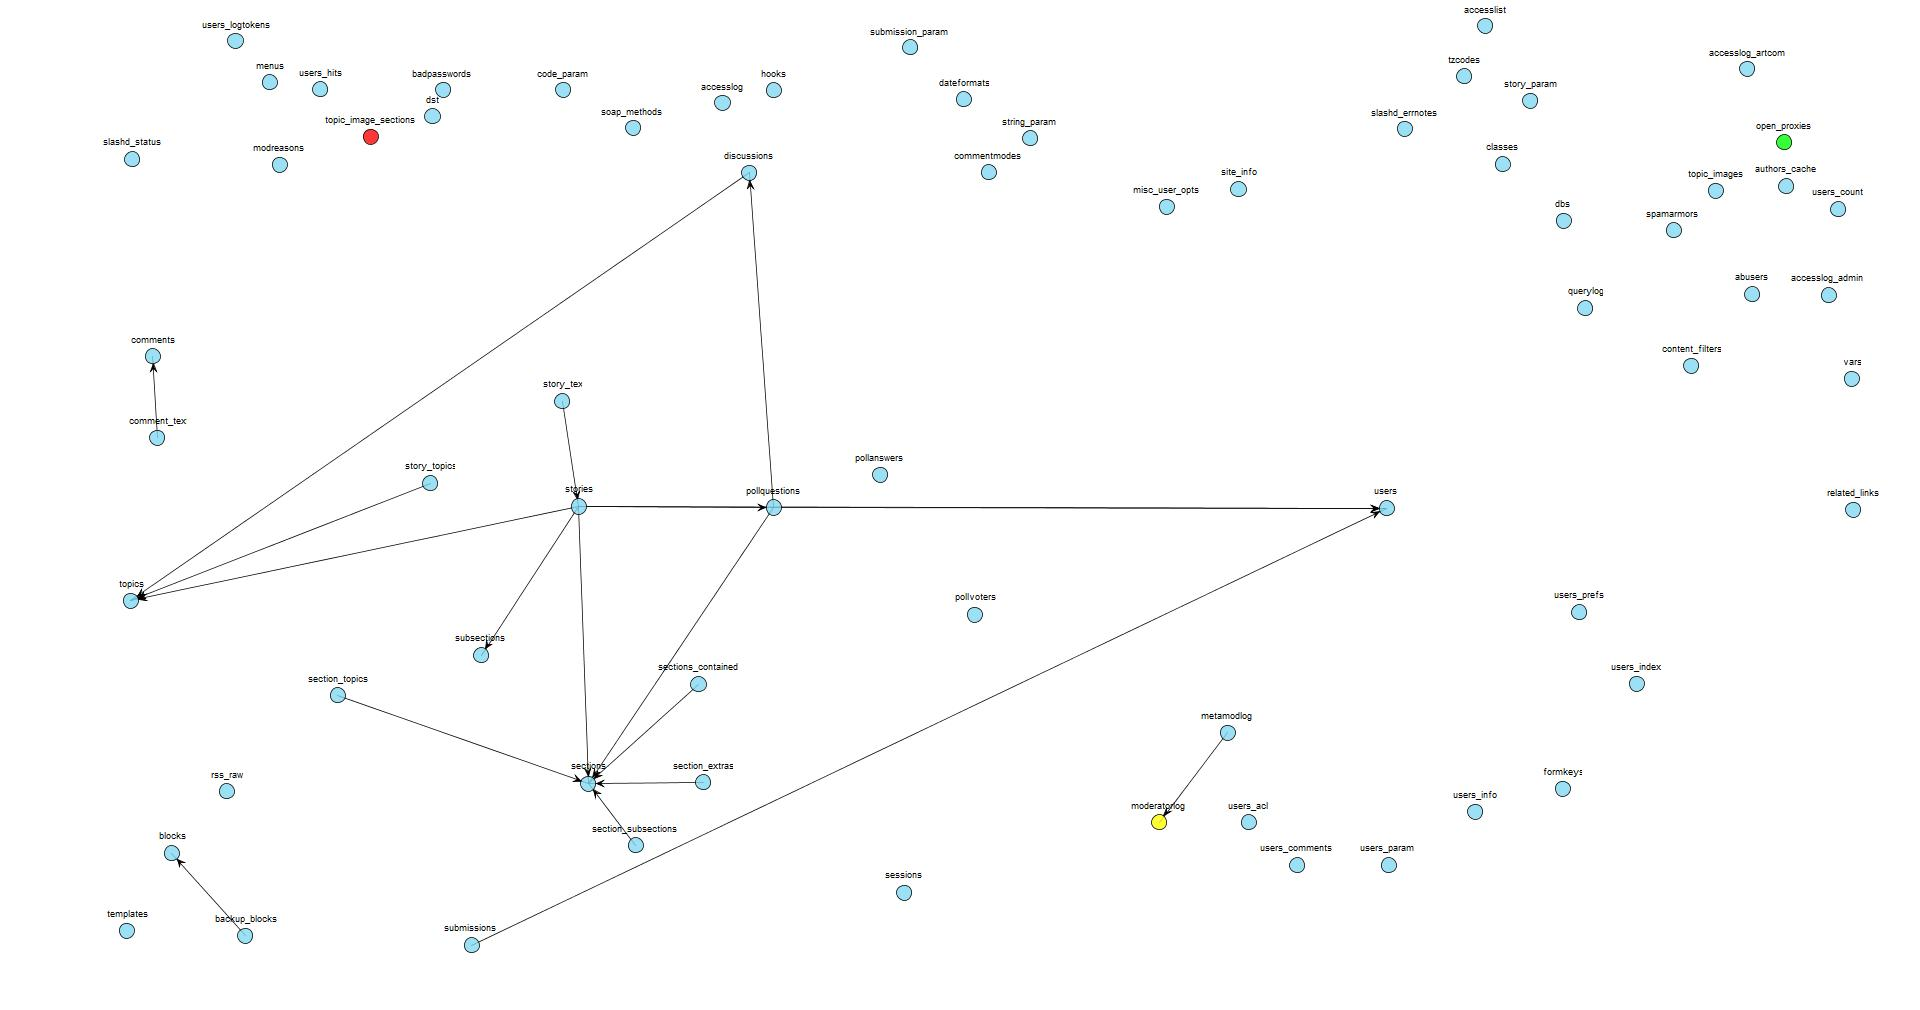 accesslist
users_logtokens
submission_param
accesslog_artcom
tzcodes
menus
users_hits
badpasswords
code_param
hooks
dateformats
story_param
accesslog
dst
soap_methods
slashd_errnotes
topic_image_sections
string_param
open_proxies
slashd_status
modreasons
discussions
commentmodes
classes
site_info
topic_images
authors_cache
misc_user_opts
users_count
dbs
spamarmors
abusers
accesslog_admin
querylog
comments
content_filters
vars
story_tex
comment_tex
story_topics
pollanswers
stories
pollquestions
users
related_links
topics
pollvoters
users_prefs
subsections
sections_contained
users_index
section_topics
metamodlog
sections
section_extras
rss_raw
formkeys
users_info
moderatorlog
users_acl
blocks
section_subsections
users_comments
users_param
sessions
templates
backup_blocks
submissions